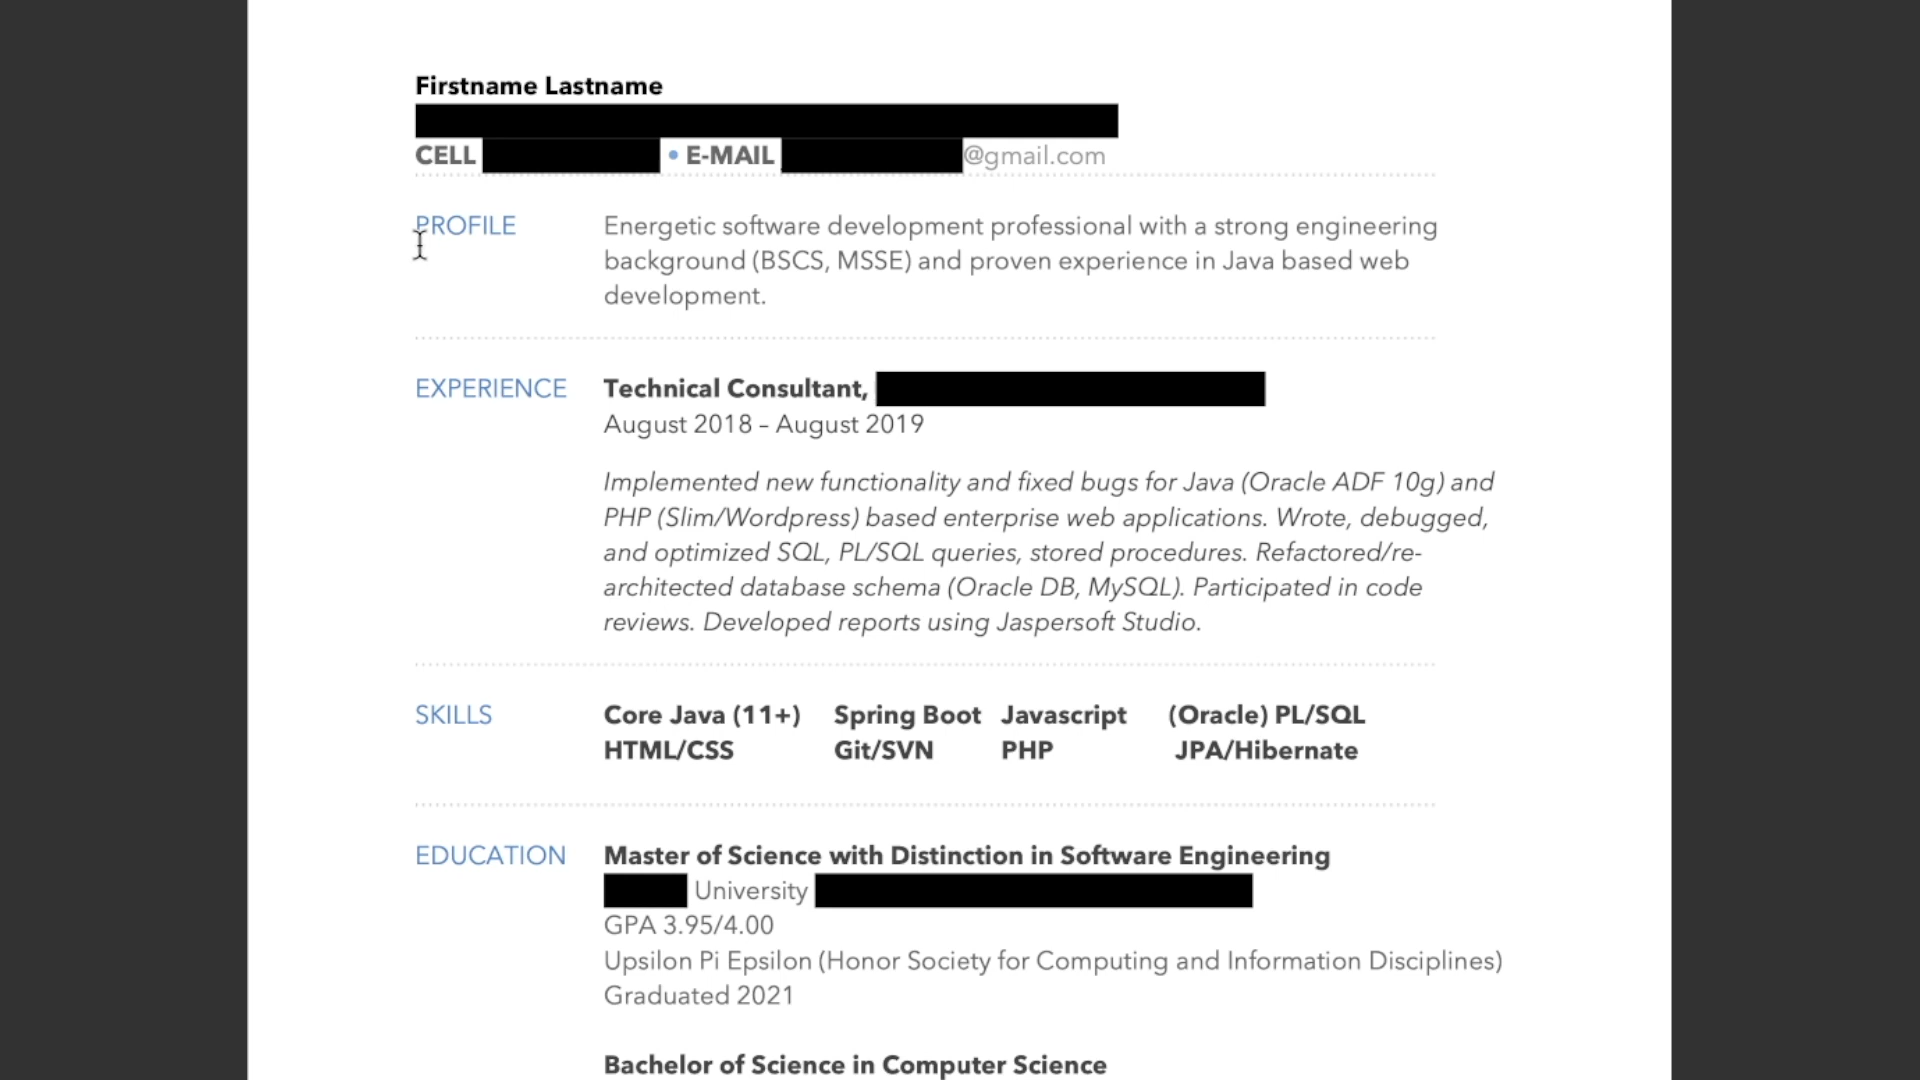 Firstname Lastname
CELL • E-MAIL @gmail.com
PROFILE
Energetic software development professional with a strong engineering
background (BSCS, MSSE) and proven experience in Java based web
development.
EXPERIENCE
Technical Consultant,
August 2018 – August 2019
Implemented new functionality and fixed bugs for Java (Oracle ADF 10g) and
PHP (Slim/Wordpress) based enterprise web applications. Wrote, debugged,
and optimized SQL, PL/SQL queries, stored procedures. Refactored/re-
architected database schema (Oracle DB, MySQL). Participated in code
reviews. Developed reports using Jaspersoft Studio.
SKILLS
Core Java (11+) Spring Boot Javascript (Oracle) PL/SQL
HTML/CSS Git/SVN PHP JPA/Hibernate
EDUCATION
Master of Science with Distinction in Software Engineering
University
GPA 3.95/4.00
Upsilon Pi Epsilon (Honor Society for Computing and Information Disciplines)
Graduated 2021
Bachelor of Science in Computer Science